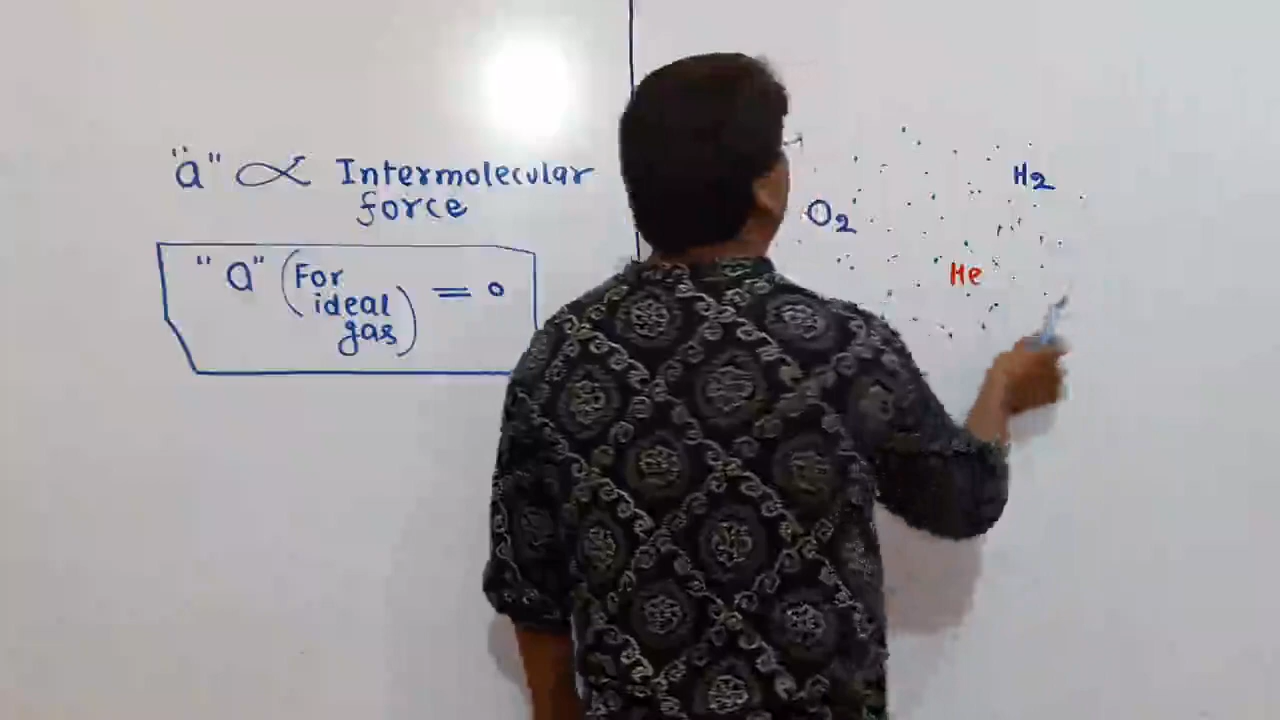 "a" ∝ Intermolecular
force
"a" (For
ideal
gas) = 0
O2
H2
He